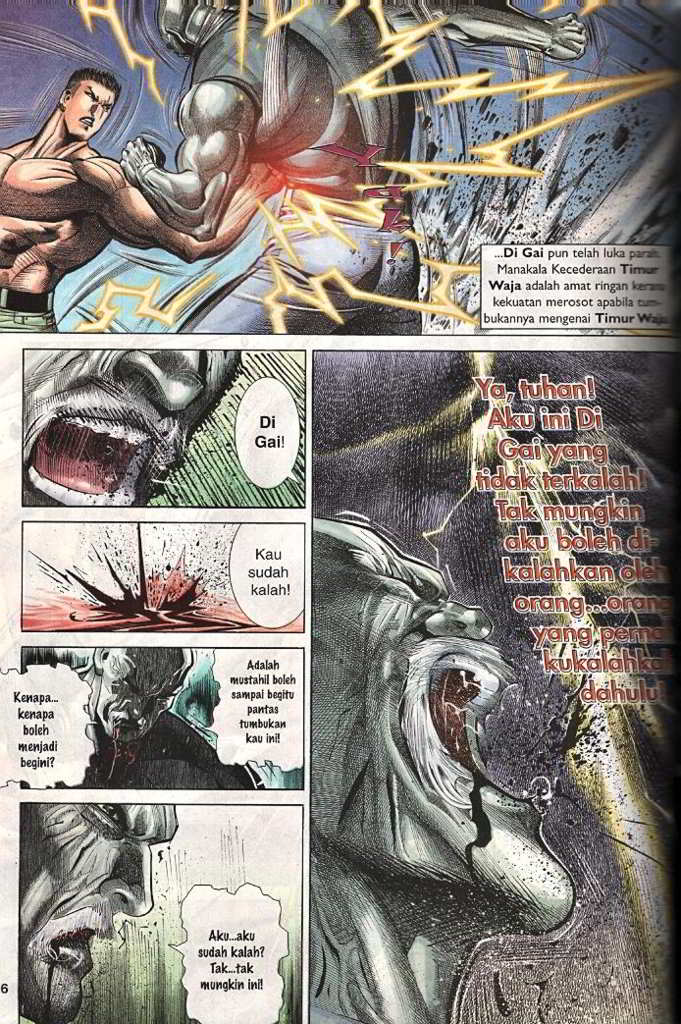 YAK!
...Di Gai pun telah luka parah.
Manakala Kecederaan Timur
Waja adalah amat ringan kerana
kekuatan merosot apabila tum-
bukannya mengenai Timur Waja
Di
Gai!
Kau
sudah
kalah!
Adalah
mustahil boleh
sampai begitu
pantas
tumbukan
kau ini!
Kenapa...
kenapa
boleh
menjadi
begini?
Aku...aku
sudah kalah?
Tak...tak
mungkin ini!
Ya, tuhan!
Aku ini Di
Gai yang
tidak terkalah!
Tak mungkin
aku boleh di-
kalahkan oleh
orang...orang
yang pernah
kukalahkan
dahulu!
6